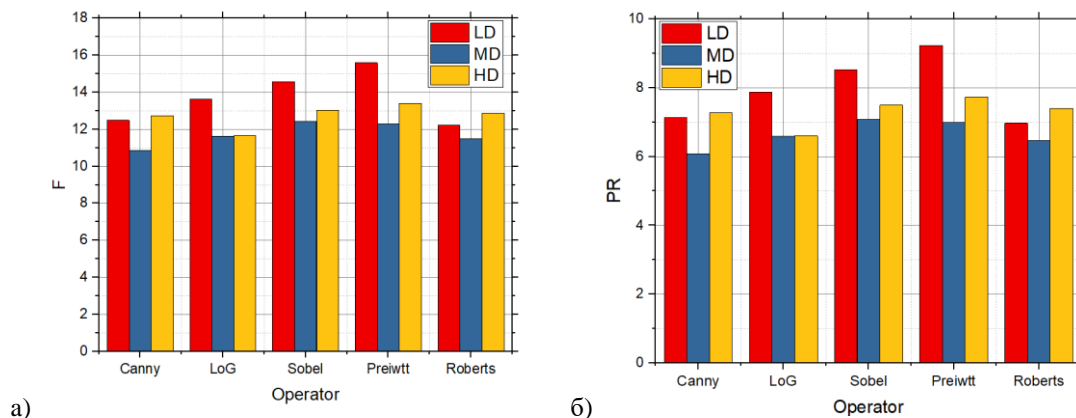 18
16
14
12
10
8
6
4
2
0
F
LD
MD
HD
Canny LoG Sobel Preiwtt Roberts
Operator
а)
10
8
6
4
2
0
PR
LD
MD
HD
Canny LoG Sobel Preiwtt Roberts
Operator
б)